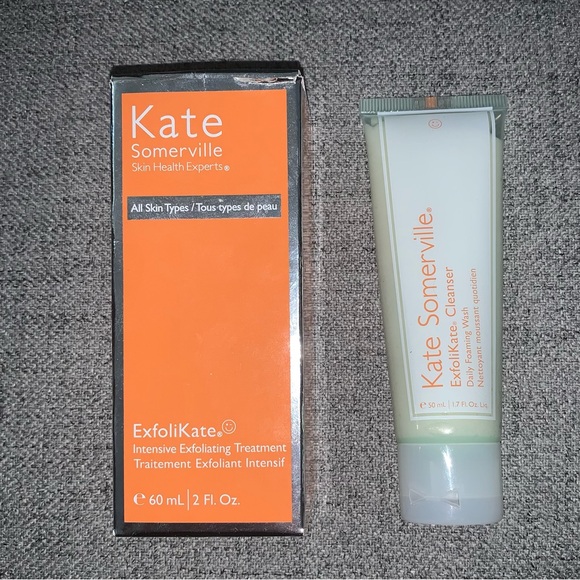 Kate
Somerville
Skin Health Experts®
All Skin Types / Tous types de peau
ExfoliKate®
Intensive Exfoliating Treatment
Traitement Exfoliant Intensif
℮ 60 mL | 2 Fl. Oz.
Kate Somerville®
ExfoliKate® Cleanser
Daily Foaming Wash
Nettoyant moussant quotidien
℮ 50 mL | 1.7 Fl. Oz. Liq.